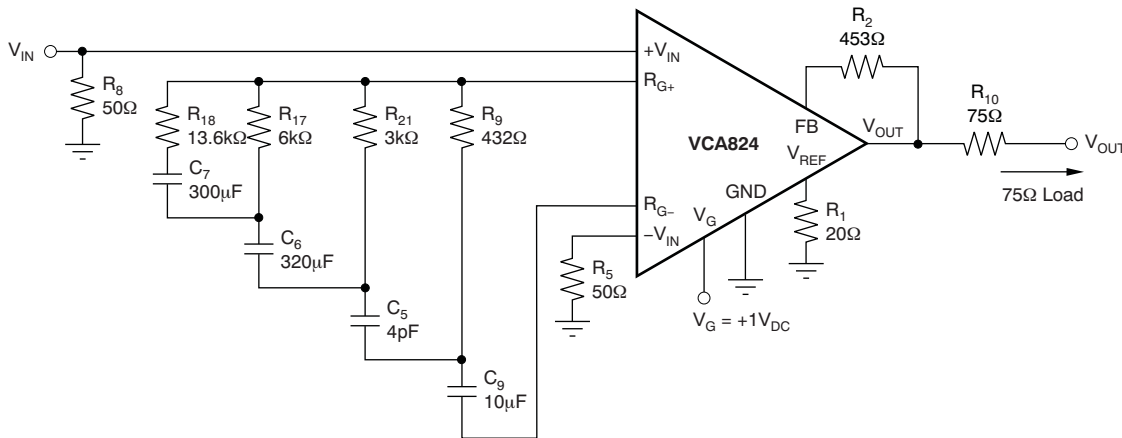 V_IN
R_8
50Ω
R_18
13.6kΩ
R_17
6kΩ
R_21
3kΩ
R_9
432Ω
C_7
300μF
C_6
320μF
C_5
4pF
C_9
10μF
+V_IN
R_G+
R_G−
−V_IN
R_5
50Ω
VCA824
FB
V_OUT
V_REF
GND
V_G
V_G = +1V_DC
R_2
453Ω
R_1
20Ω
R_10
75Ω
V_OUT
75Ω Load